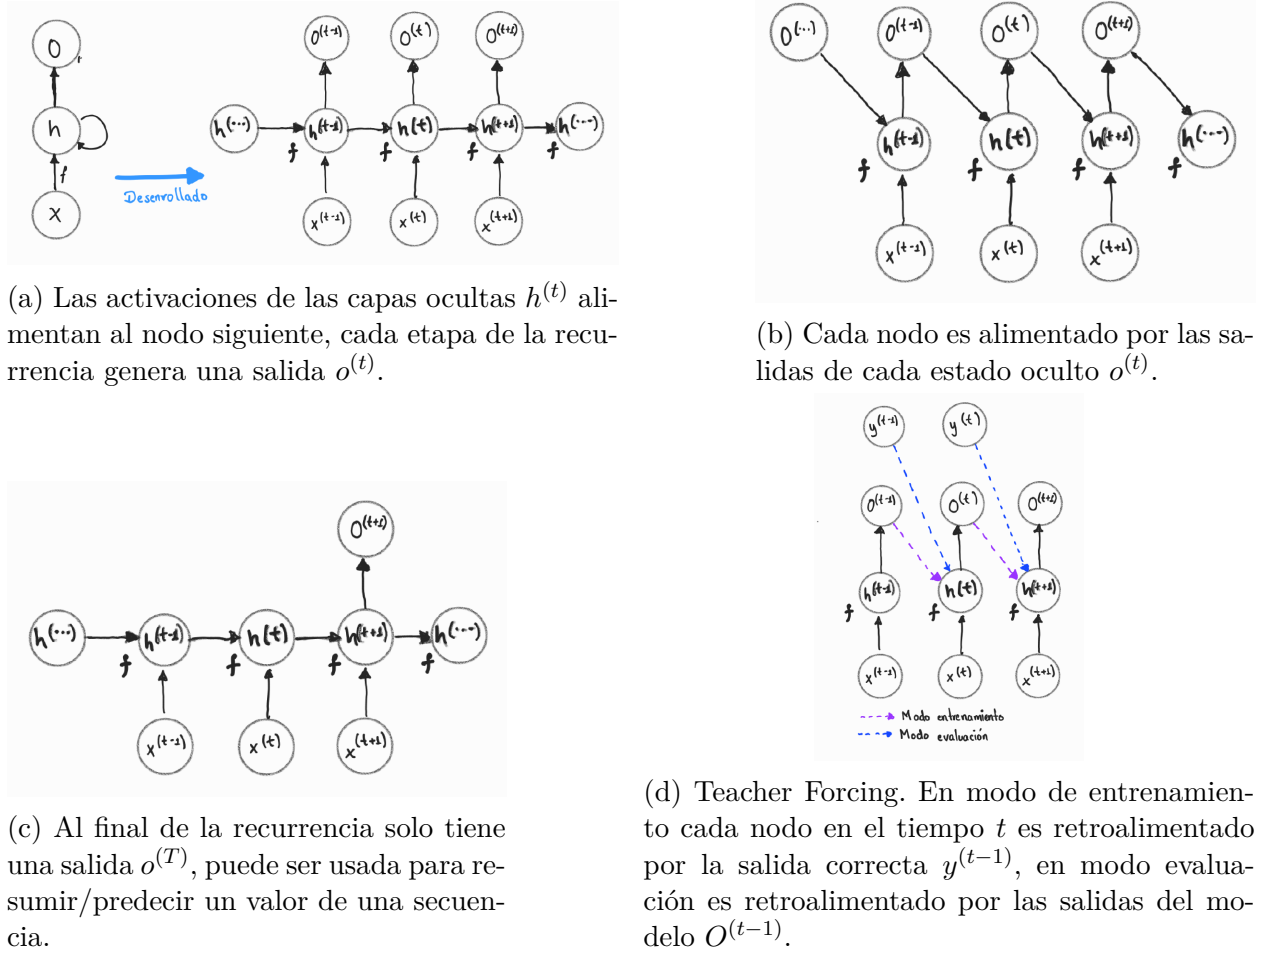 O
h
f
x
Desenrollado
o^(t-1) o^(t) o^(t+1)
h^(...) h^(t-1) h(t) h^(t+1) h^(...)
f f f f
x^(t-1) x^(t) x^(t+1)
(a) Las activaciones de las capas ocultas h^(t) ali-
mentan al nodo siguiente, cada etapa de la recu-
rrencia genera una salida o^(t).
O^(...) O^(t-1) O^(t) O^(t+1)
h^(t-1) h(t) h^(t+1) h^(...)
f f f f
x^(t-1) x^(t) x^(t+1)
(b) Cada nodo es alimentado por las sa-
lidas de cada estado oculto o^(t).
O^(t+1)
h^(...) h^(t-1) h(t) h^(t+1) h^(...)
f f f f
x^(t-1) x^(t) x^(t+1)
(c) Al final de la recurrencia solo tiene
una salida o^(T), puede ser usada para re-
sumir/predecir un valor de una secuen-
cia.
y^(t-1) y^(t)
O^(t-1) O^(t) O^(t+1)
h^(t-1) h(t) h^(t+1)
f f f
x^(t-1) x^(t) x^(t+1)
Modo entrenamiento
Modo evaluación
(d) Teacher Forcing. En modo de entrenamien-
to cada nodo en el tiempo t es retroalimentado
por la salida correcta y^(t−1), en modo evalua-
ción es retroalimentado por las salidas del mo-
delo O^(t−1).